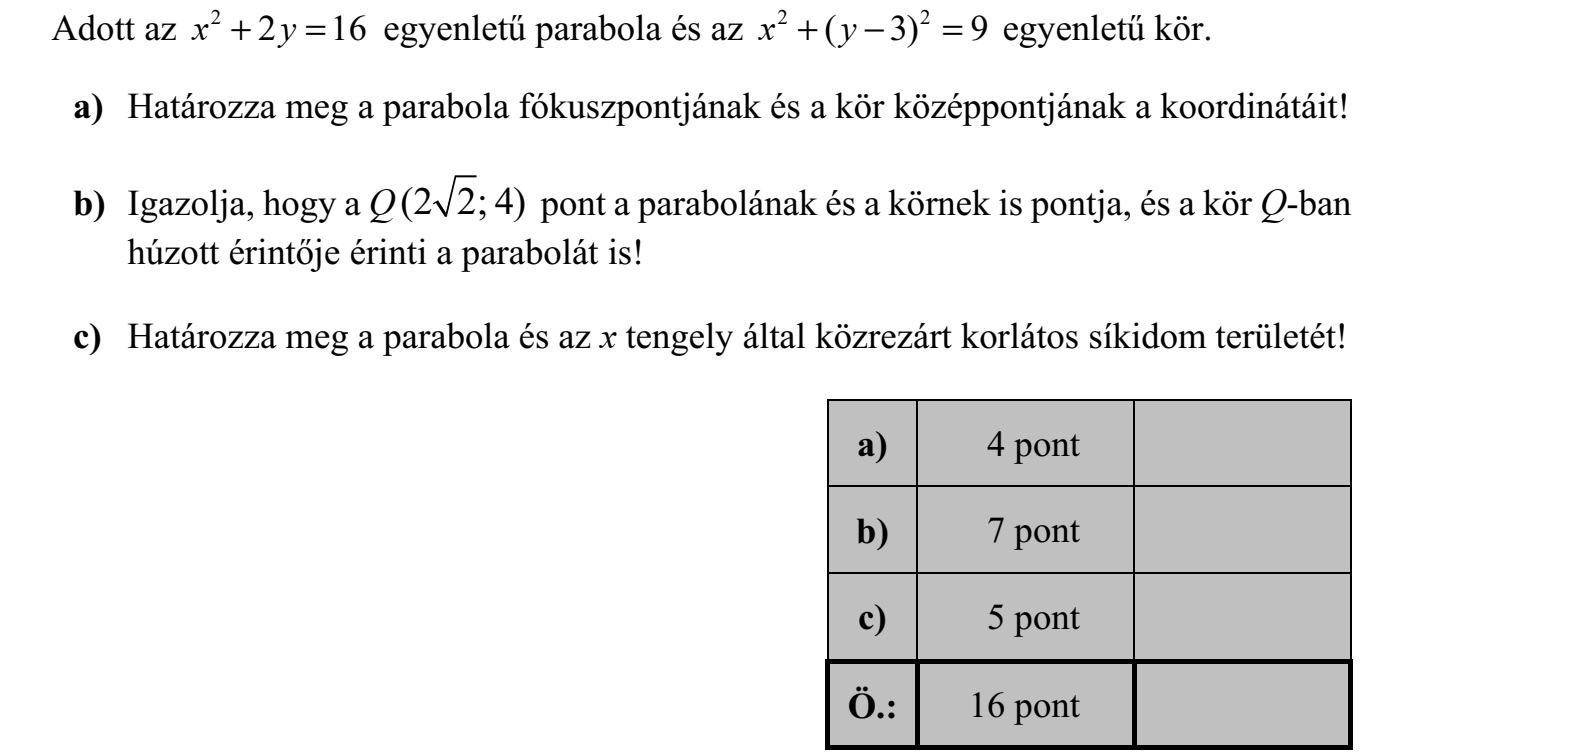 Adott az x² + 2y = 16 egyenletű parabola és az x² + (y − 3)² = 9 egyenletű kör.
a) Határozza meg a parabola fókuszpontjának és a kör középpontjának a koordinátáit!
b) Igazolja, hogy a Q(2√2; 4) pont a parabolának és a körnek is pontja, és a kör Q-ban
húzott érintője érinti a parabolát is!
c) Határozza meg a parabola és az x tengely által közrezárt korlátos síkidom területét!
a) 4 pont
b) 7 pont
c) 5 pont
Ö.: 16 pont